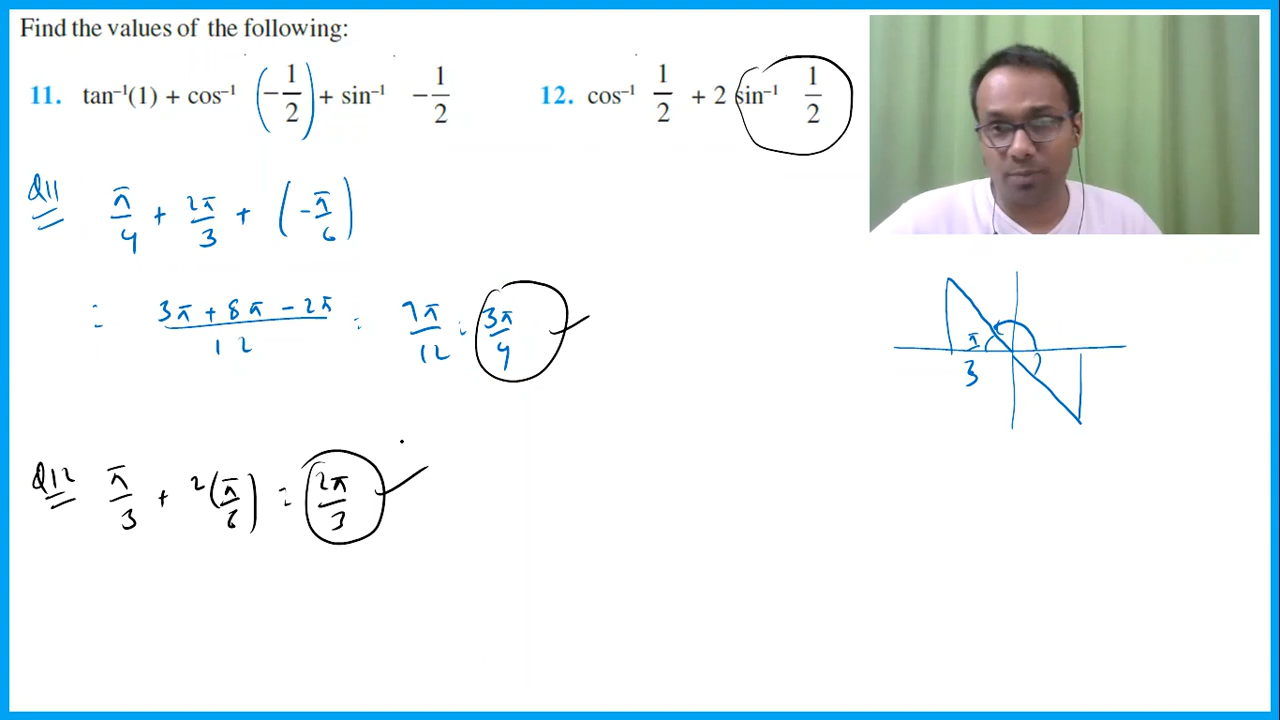 Find the values of the following:
11. tan⁻¹(1) + cos⁻¹ (-1/2) + sin⁻¹ -1/2
12. cos⁻¹ 1/2 + 2 sin⁻¹ 1/2
Q11 π/4 + 2π/3 + (-π/6)
= (3π + 8π - 2π)/12 = 9π/12 = 3π/4
π/3
Q12 π/3 + 2(π/6) = 2π/3